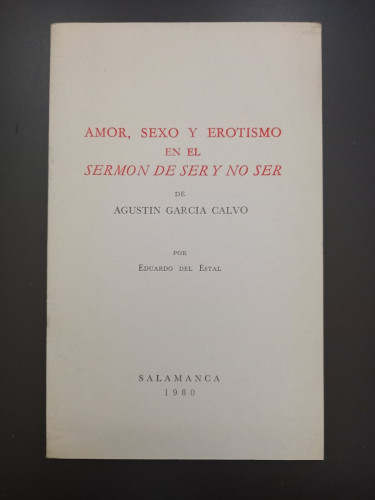 AMOR, SEXO Y EROTISMO
EN EL
SERMON DE SER Y NO SER
DE
AGUSTIN GARCIA CALVO
POR
EDUARDO DEL ESTAL
SALAMANCA
1980